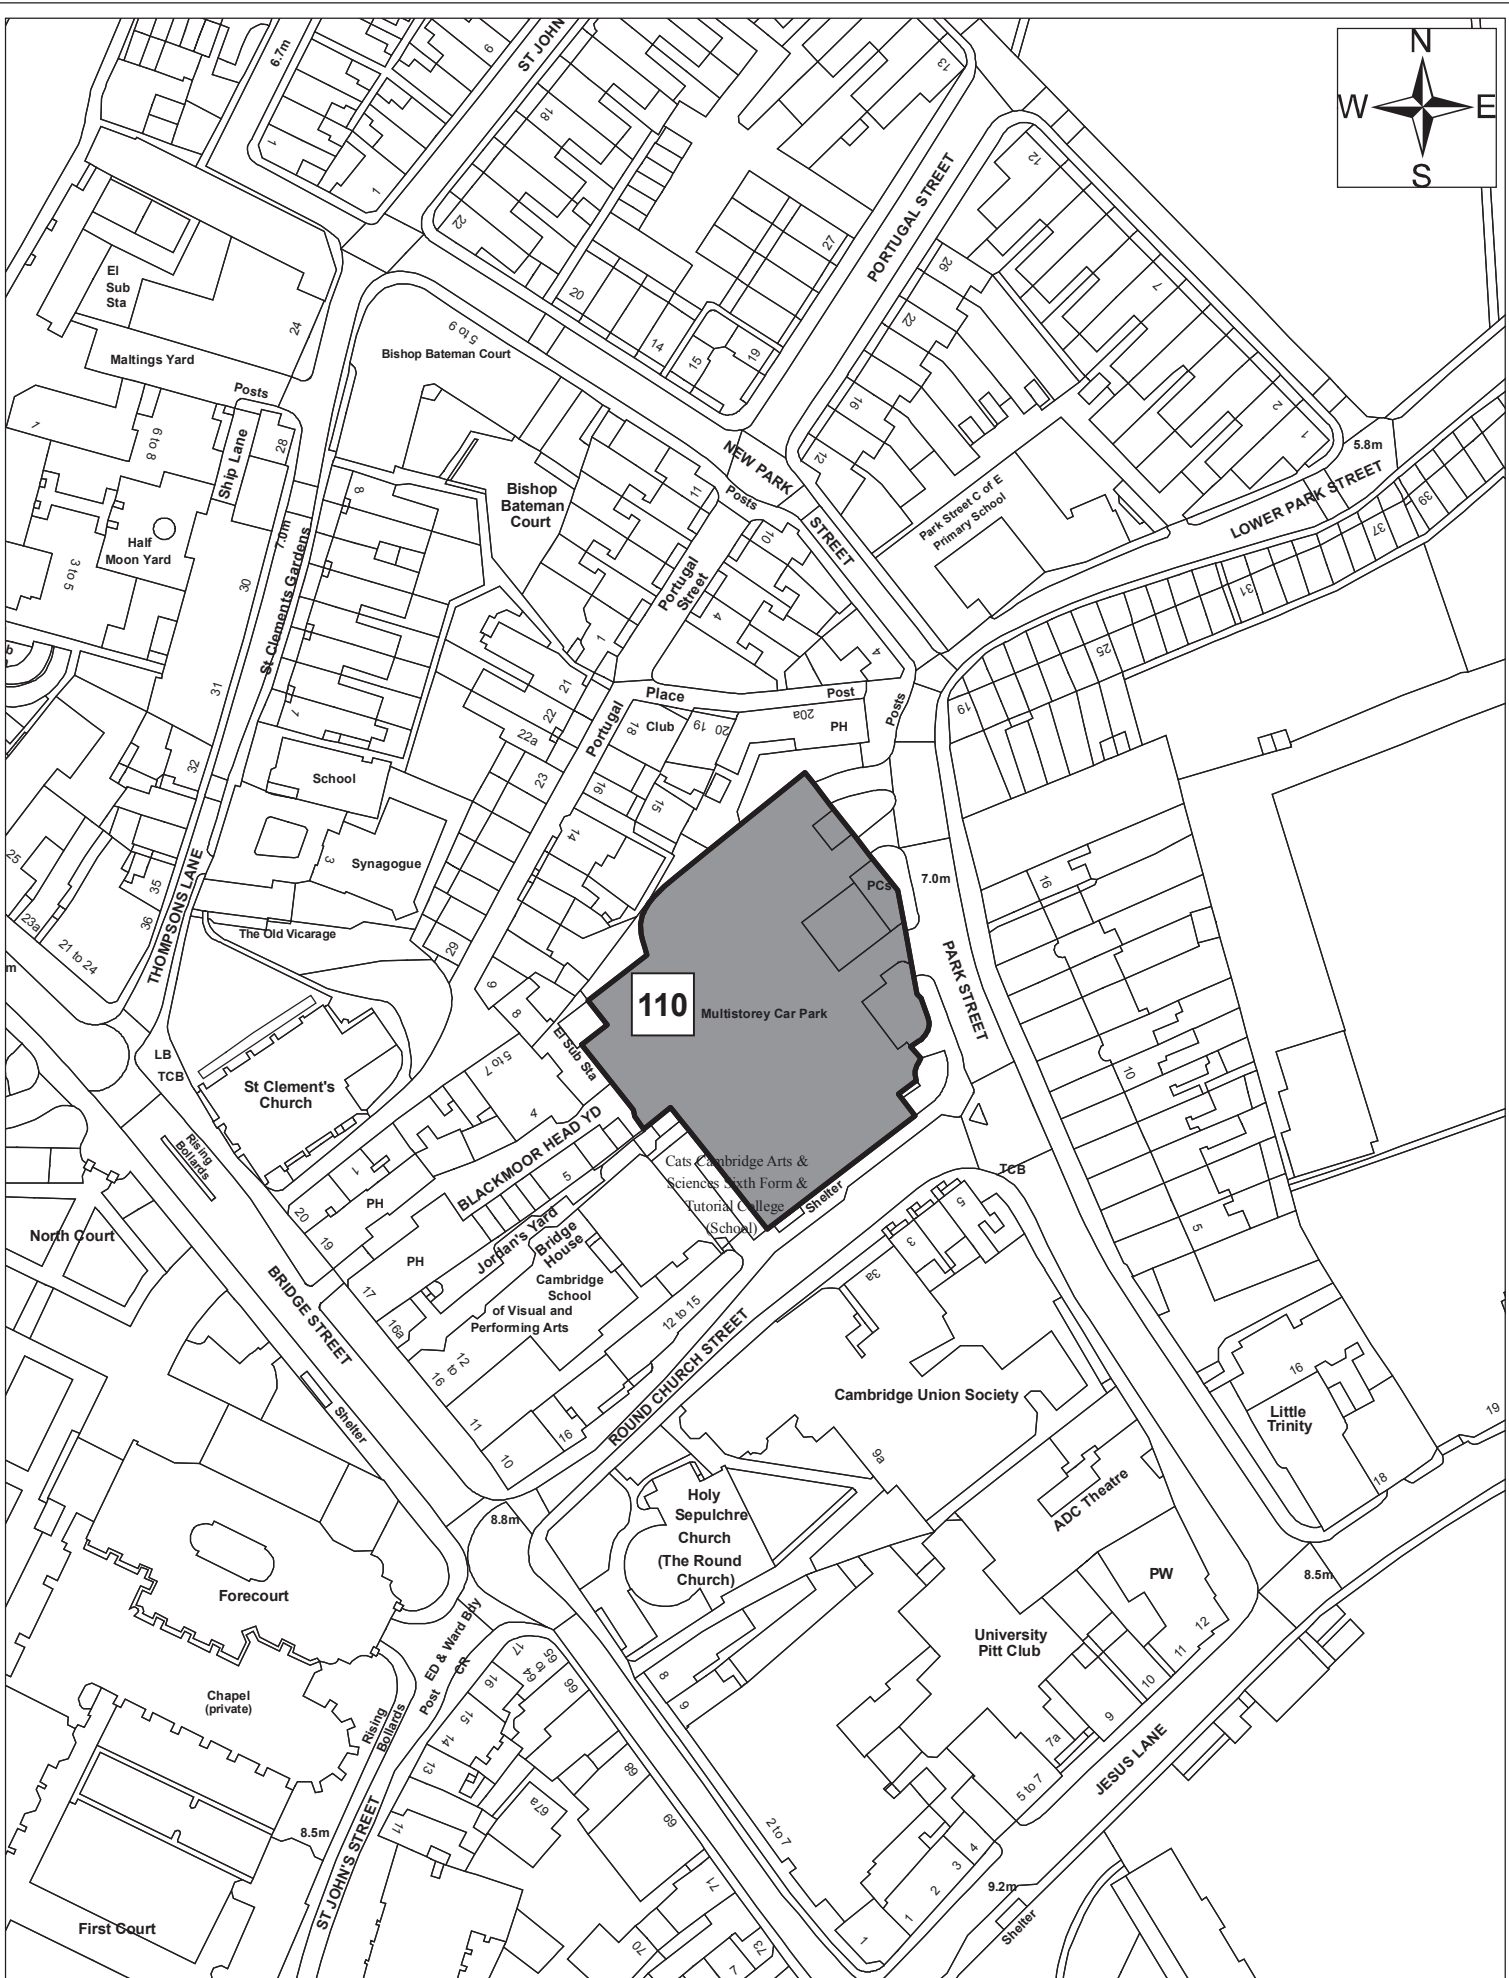 N
W
E
S
6.7m
ST JOHN
9
1
1
18
22
13
12
PORTUGAL STREET
27
26
22
7
El
Sub
Sta
24
20
14
15
19
5 to 9
Bishop Bateman Court
Maltings Yard
Posts
16
12
2
1
5.8m
7
6 to 8
Ship Lane
28
NEW PARK
STREET
Posts
Park Street C of E
Primary School
LOWER PARK STREET
39
37
Bishop
Bateman
Court
11
10
8
7.0m
Half
Moon Yard
3 to 5
30
St Clements Gardens
Portugal
Street
4
4
1
31
25
19
31
7
21
22
22a
23
Portugal
Place
Post
Posts
18
Club
19
20
20a
PH
16
15
14
32
School
Synagogue
3
25
23a
21 to 24
35
36
THOMPSONS LANE
The Old Vicarage
29
9
8
m
PCs
7.0m
16
PARK STREET
110
Multistorey Car Park
El Sub Sta
LB
TCB
St Clement's
Church
5 to 7
4
10
Rising
Bollards
1
PH
BLACKMOOR HEAD YD
5
Cats Cambridge Arts &
Sciences Sixth Form &
Tutorial College
(School)
Shelter
TCB
20
19
North Court
PH
Jordan's Yard
Bridge
House
5
3
5
17
16a
Cambridge
School
of Visual and
Performing Arts
3a
BRIDGE STREET
12 to 15
12
to
16
ROUND CHURCH STREET
Shelter
11
16
10
Cambridge Union Society
16
Little
Trinity
19
18
9a
Holy
Sepulchre
Church
(The Round
Church)
ADC Theatre
8.8m
Forecourt
PW
8.5m
ED & Ward Bdy
CR
Post
University
Pitt Club
12
11
10
9
17
65
to
64
66
16
15
14
13
8
9
Chapel
(private)
Rising
Bollards
7a
5 to 7
JESUS LANE
68
67a
69
11
8.5m
ST JOHN'S STREET
2 to 7
4
3
2
1
1
9.2m
Shelter
71
70
73
7
First Court